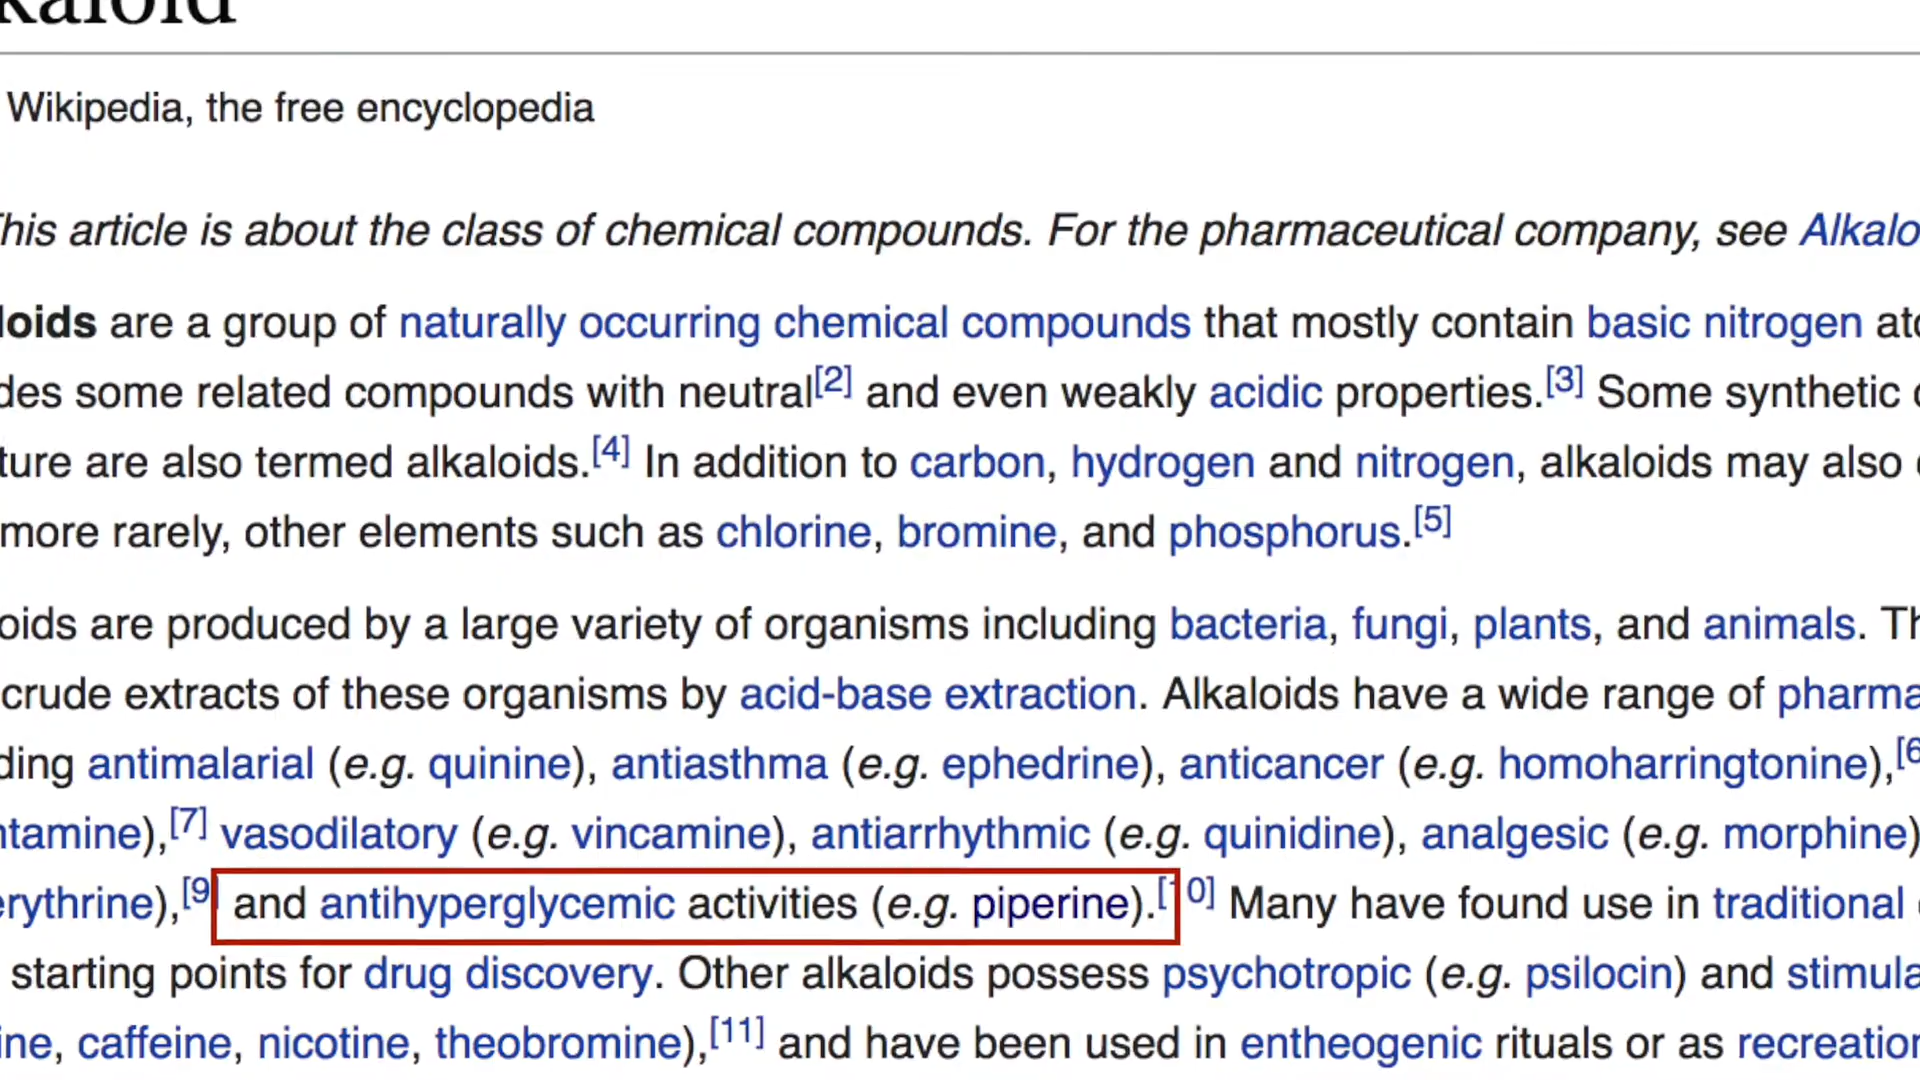 kaloid
Wikipedia, the free encyclopedia
This article is about the class of chemical compounds. For the pharmaceutical company, see Alkalo
loids are a group of naturally occurring chemical compounds that mostly contain basic nitrogen ato
des some related compounds with neutral[2] and even weakly acidic properties.[3] Some synthetic
ture are also termed alkaloids.[4] In addition to carbon, hydrogen and nitrogen, alkaloids may also
more rarely, other elements such as chlorine, bromine, and phosphorus.[5]
oids are produced by a large variety of organisms including bacteria, fungi, plants, and animals. Th
crude extracts of these organisms by acid-base extraction. Alkaloids have a wide range of pharma
ding antimalarial (e.g. quinine), antiasthma (e.g. ephedrine), anticancer (e.g. homoharringtonine),[6
ntamine),[7] vasodilatory (e.g. vincamine), antiarrhythmic (e.g. quinidine), analgesic (e.g. morphine)
erythrine),[9 and antihyperglycemic activities (e.g. piperine).[10] Many have found use in traditional
starting points for drug discovery. Other alkaloids possess psychotropic (e.g. psilocin) and stimula
ine, caffeine, nicotine, theobromine),[11] and have been used in entheogenic rituals or as recreation